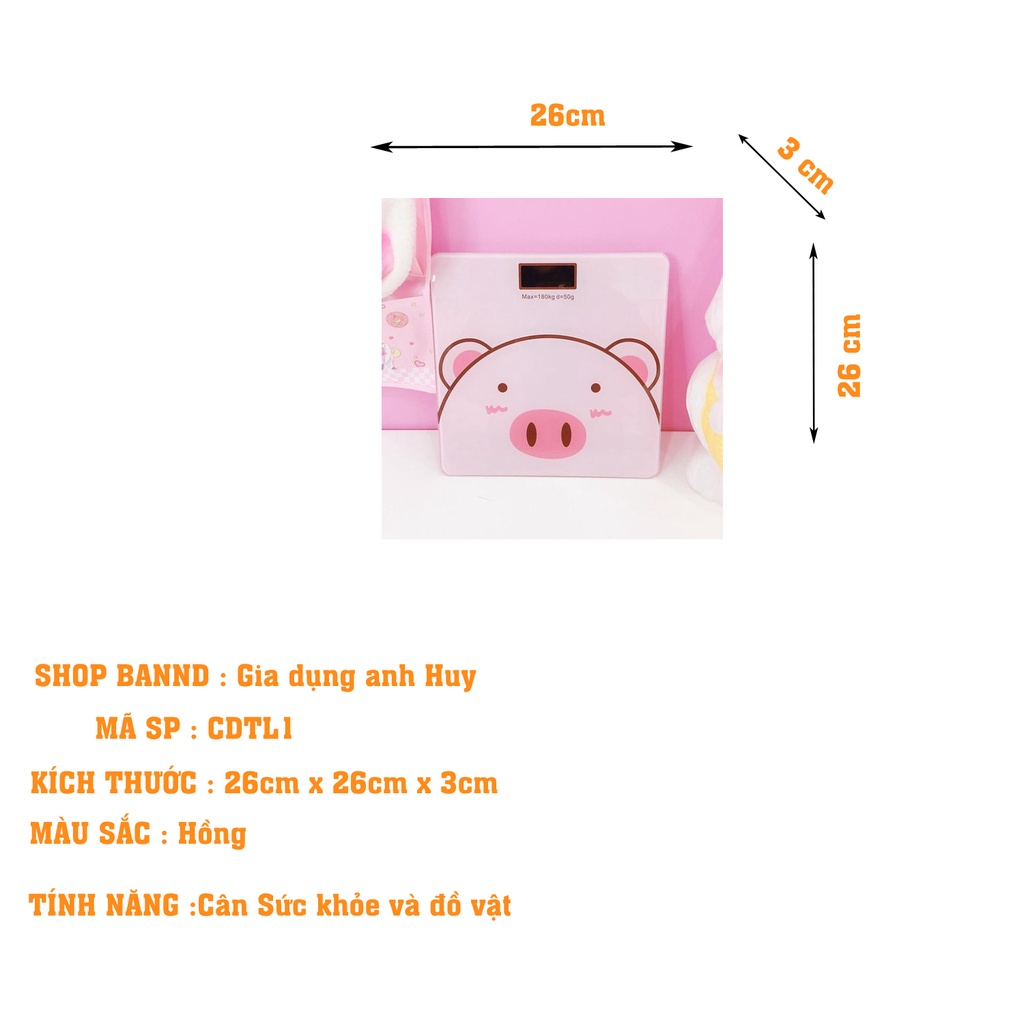 26cm
3 cm
Max=180kg d=50g
26 cm
SHOP BANND : Gia dụng anh Huy
MÃ SP : CDTL1
KÍCH THƯỚC : 26cm x 26cm x 3cm
MÀU SẮC : Hồng
TÍNH NĂNG :Cân Sức khỏe và đồ vật